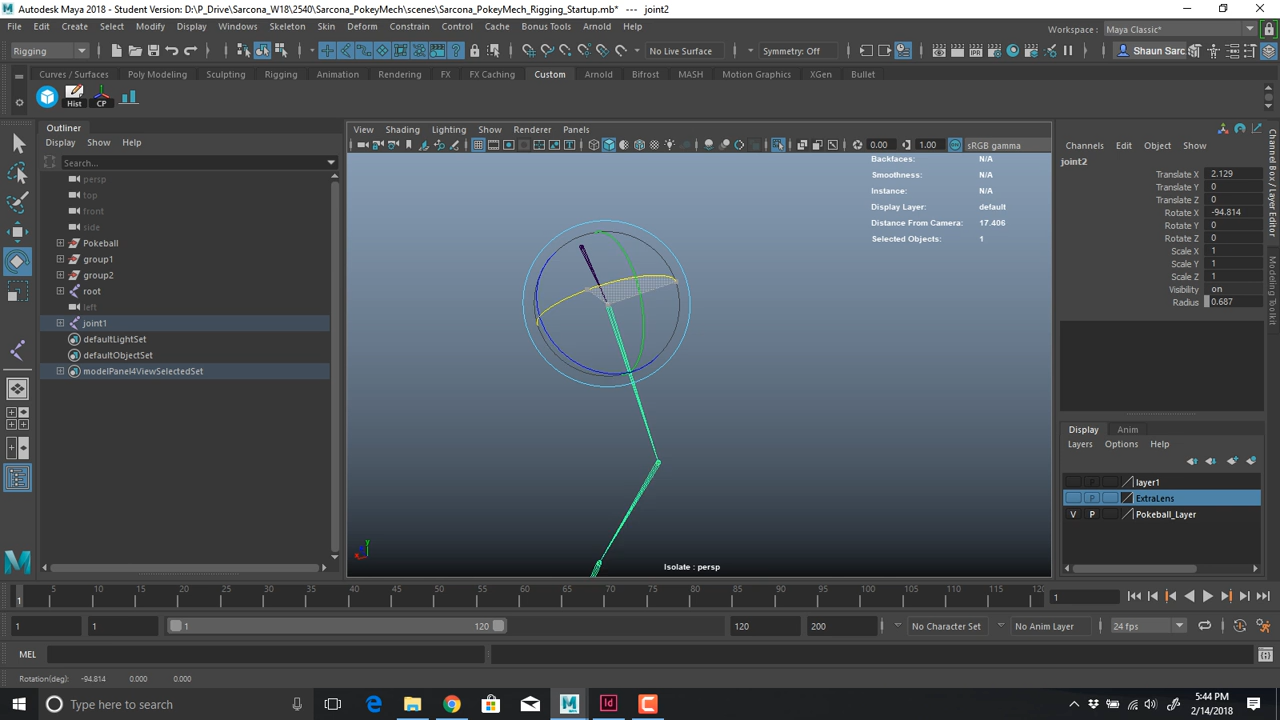 Autodesk Maya 2018 - Student Version: D:\P_Drive\Sarcona_W18\2540\Sarcona_PokeyMech\scenes\Sarcona_PokeyMech_Rigging_Startup.mb* --- joint2
File Edit Create Select Modify Display Windows Skeleton Skin Deform Constrain Control Cache Bonus Tools Help
Workspace : Maya Classic*
Rigging No Live Surface Symmetry: Off Shaun Sarc
Curves / Surfaces Poly Modeling Sculpting Rigging Animation Rendering FX FX Caching Custom Arnold Bifrost MASH Motion Graphics XGen Bullet
Hist CP
Outliner
Display Show Help
Search...
persp
top
front
side
Pokeball
group1
group2
root
left
joint1
defaultLightSet
defaultObjectSet
modelPanel4ViewSelectedSet
View Shading Lighting Show Renderer Panels
0.00 1.00 sRGB gamma
Backfaces: N/A
Smoothness: N/A
Instance: N/A
Display Layer: default
Distance From Camera: 17.406
Selected Objects: 1
y
Isolate : persp
Channels Edit Object Show
joint2
Translate X 2.129
Translate Y 0
Translate Z 0
Rotate X -94.814
Rotate Y 0
Rotate Z 0
Scale X 1
Scale Y 1
Scale Z 1
Visibility on
Radius 0.687
Channel Box / Layer Editor
Modeling Toolkit
Display Anim
Layers Options Help
P layer1
P ExtraLens
V P Pokeball_Layer
1 5 10 15 20 25 30 35 40 45 50 55 60 65 70 75 80 85 90 95 100 105 110 115 120 1
1 1 1 120 120 200 No Character Set No Anim Layer 24 fps
MEL
Rotation(deg): -94.814 0.000 0.000
Type here to search
5:44 PM
2/14/2018